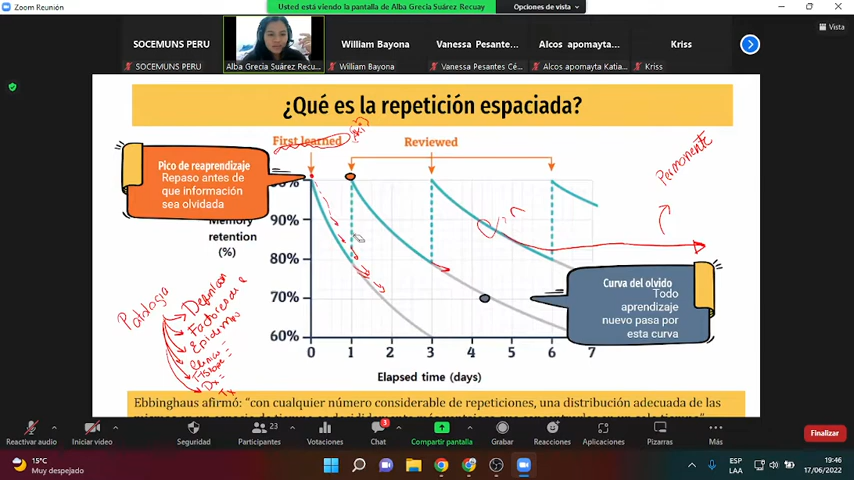 Zoom Reunión
Usted está viendo la pantalla de Alba Grecia Suárez Recuay
Opciones de vista
Vista
SOCEMUNS PERU
William Bayona
Vanessa Pesante...
Alcos apomayta...
Kriss
SOCEMUNS PERU
Alba Grecia Suárez Recu...
William Bayona
Vanessa Pesantes Cé...
Alcos apomayta Katia...
Kriss
¿Qué es la repetición espaciada?
First learned
Reviewed
Permanente
Pico de reaprendizaje
Repaso antes de
que información
sea olvidada
90%
Memory
retention
(%)
80%
70%
60%
Curva del olvido
Todo
aprendizaje
nuevo pasa por
esta curva
Patología
Definición
Factores de
Epidemio
Dx
Tx
0 1 2 3 4 5 6 7
Elapsed time (days)
Ebbinghaus afirmó: “con cualquier número considerable de repeticiones, una distribución adecuada de las
Reactivar audio
Iniciar video
Seguridad
Participantes
23
Votaciones
Chat
3
Compartir pantalla
Grabar
Reacciones
Aplicaciones
Pizarras
Más
Finalizar
15°C
Muy despejado
ESP
LAA
19:46
17/06/2022